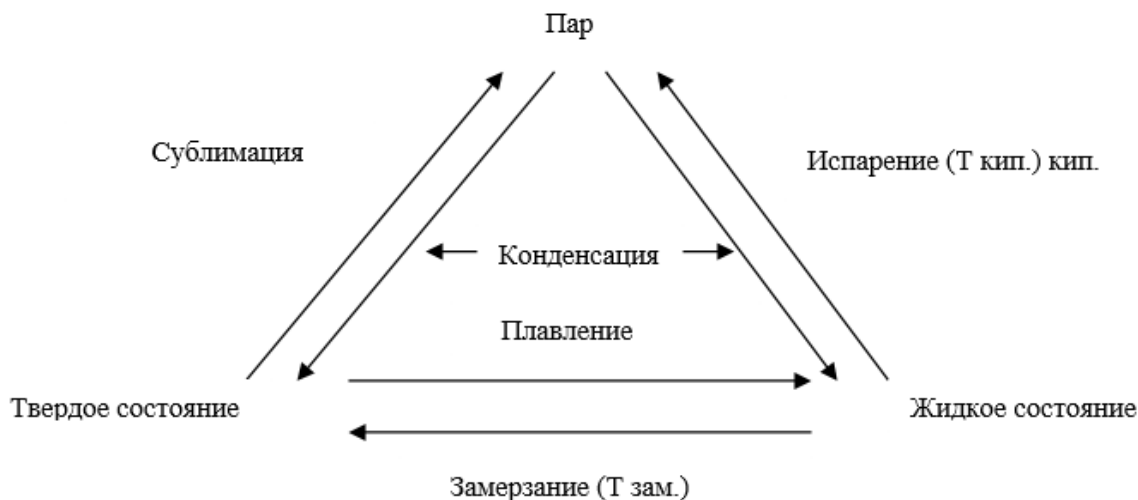 Пар
Сублимация
Испарение (Т кип.) кип.
Конденсация
Плавление
Твердое состояние
Жидкое состояние
Замерзание (Т зам.)